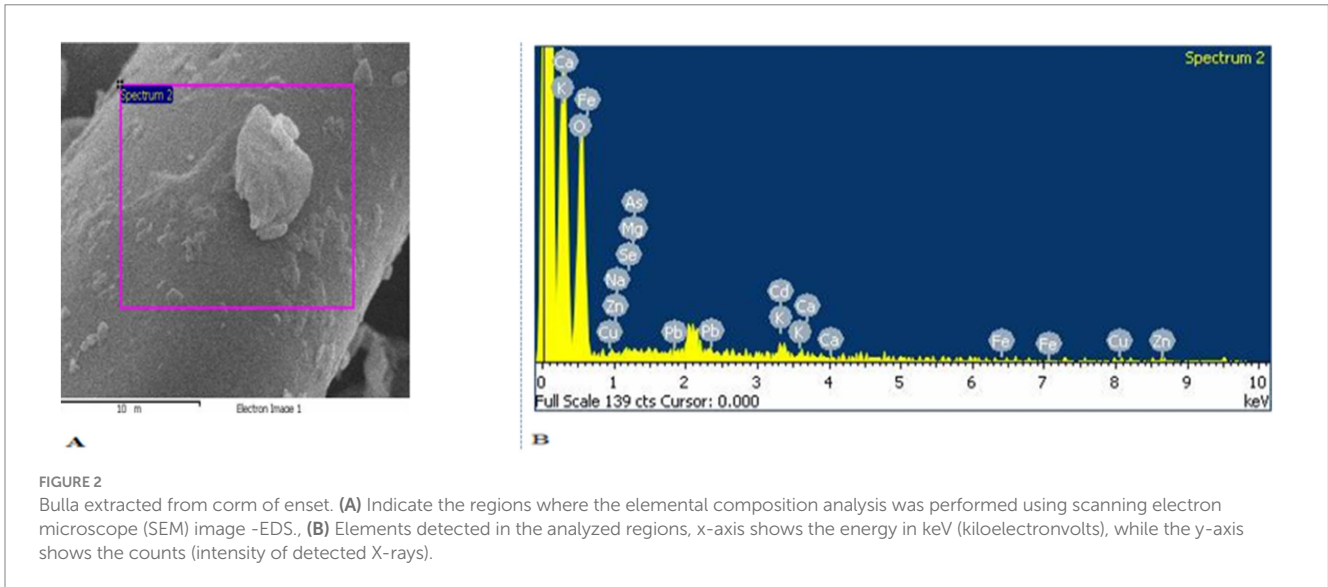 Spectrum 2
10 m
Electron Image 1
A
Spectrum 2
Ca
K
Fe
O
As
Mg
Se
Na
Zn
Cu
Pb
Pb
Cd
K
Ca
K
Ca
Fe
Fe
Cu
Zn
0 1 2 3 4 5 6 7 8 9 10
Full Scale 139 cts Cursor: 0.000 keV
B
FIGURE 2
Bulla extracted from corm of enset. (A) Indicate the regions where the elemental composition analysis was performed using scanning electron
microscope (SEM) image -EDS., (B) Elements detected in the analyzed regions, x-axis shows the energy in keV (kiloelectronvolts), while the y-axis
shows the counts (intensity of detected X-rays).